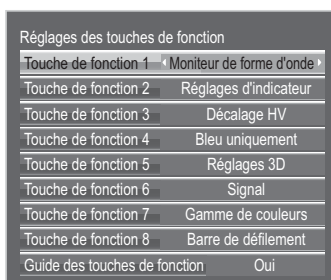 Réglages des touches de fonction
Touche de fonction 1 Moniteur de forme d'onde
Touche de fonction 2 Réglages d'indicateur
Touche de fonction 3 Décalage HV
Touche de fonction 4 Bleu uniquement
Touche de fonction 5 Réglages 3D
Touche de fonction 6 Signal
Touche de fonction 7 Gamme de couleurs
Touche de fonction 8 Barre de défilement
Guide des touches de fonction Oui